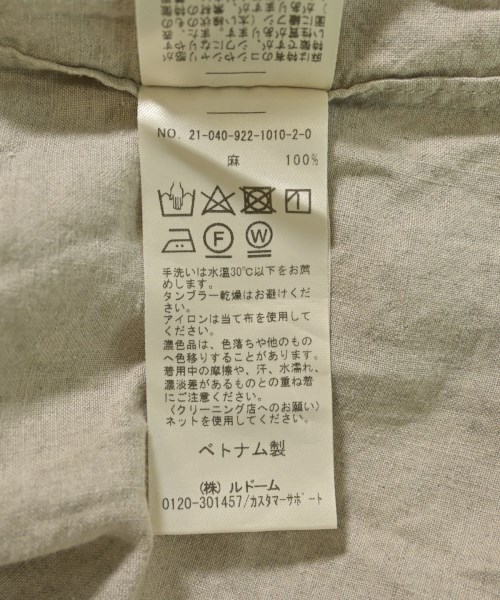 NO. 21-040-922-1010-2-0
麻 100%
F W
手洗いは水温30℃以下をお薦
めします。
タンブラー乾燥はお避けくださ
い。
アイロンは当て布を使用して
ください。
濃色品は、色落ちや他のもの
へ色移りすることがあります。
着用中の摩擦や、汗、水濡れ、
濃淡差があるものとの重ね着
にご注意ください。
〈クリーニング店へのお願い〉
ネットを使用してください。
ベトナム製
(株) ルドーム
0120-301457/カスタマーサポート